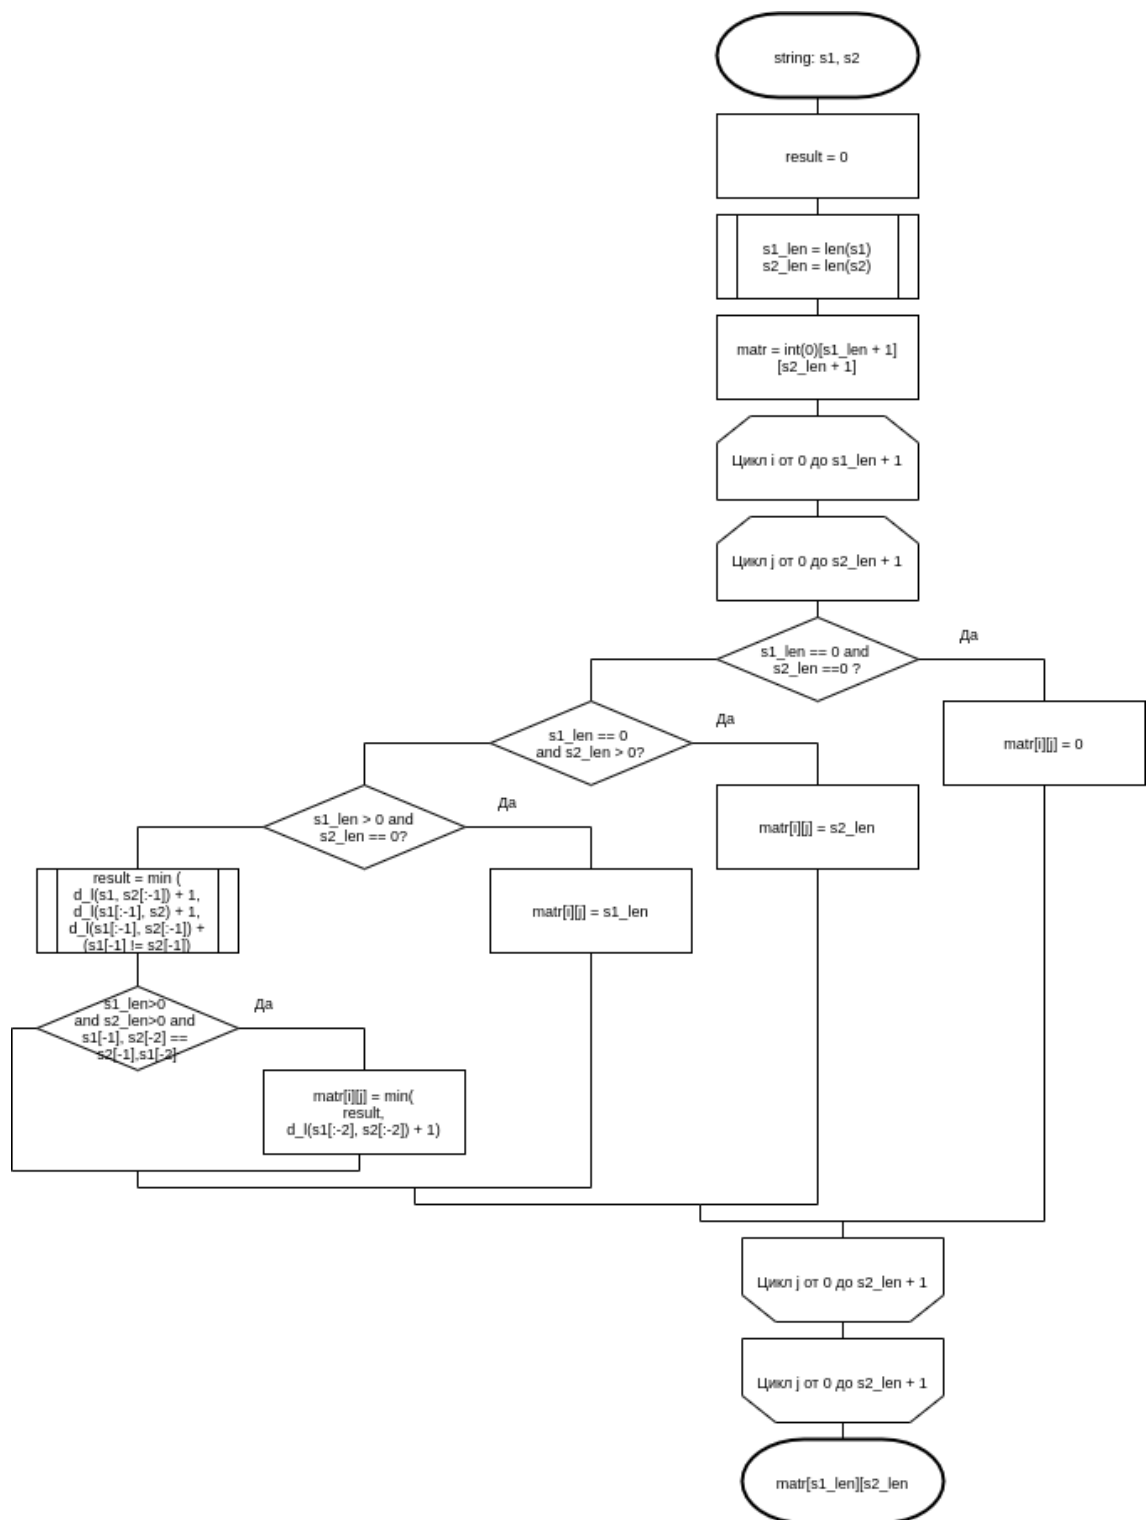 string: s1, s2
result = 0
s1_len = len(s1)
s2_len = len(s2)
matr = int(0)[s1_len + 1]
[s2_len + 1]
Цикл i от 0 до s1_len + 1
Цикл j от 0 до s2_len + 1
Да
s1_len == 0 and
s2_len ==0 ?
Да
s1_len == 0
and s2_len > 0?
matr[i][j] = 0
Да
s1_len > 0 and
s2_len == 0?
matr[i][j] = s2_len
result = min (
d_l(s1, s2[:-1]) + 1,
d_l(s1[:-1], s2) + 1,
d_l(s1[:-1], s2[:-1]) +
(s1[-1] != s2[-1])
matr[i][j] = s1_len
Да
s1_len>0
and s2_len>0 and
s1[-1], s2[-2] ==
s2[-1],s1[-2]
matr[i][j] = min(
result,
d_l(s1[:-2], s2[:-2]) + 1)
Цикл j от 0 до s2_len + 1
Цикл j от 0 до s2_len + 1
matr[s1_len][s2_len